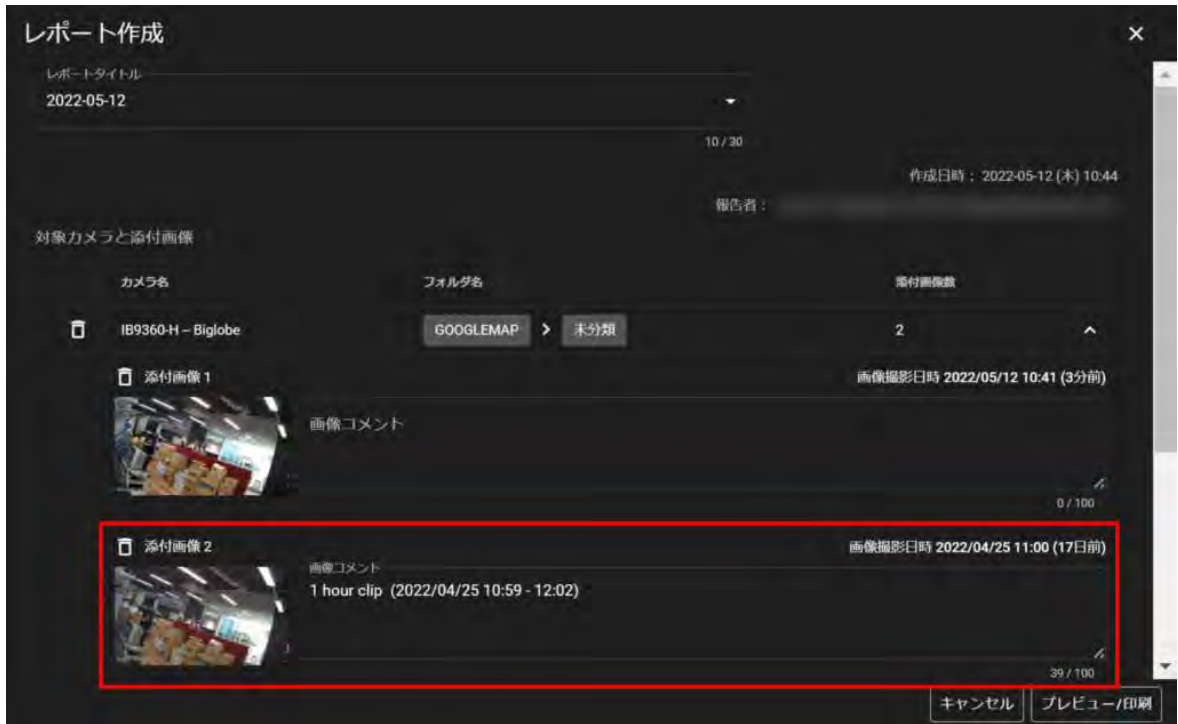 レポート作成
レポートタイトル
2022-05-12
10 / 30
作成日時： 2022-05-12 (木) 10:44
報告者：
対象カメラと添付画像
カメラ名 フォルダ名 添付画像数
IB9360-H – Biglobe GOOGLEMAP 未分類 2
添付画像 1 画像撮影日時 2022/05/12 10:41 (3分前)
画像コメント
0 / 100
添付画像 2 画像撮影日時 2022/04/25 11:00 (17日前)
画像コメント
1 hour clip (2022/04/25 10:59 - 12:02)
39 / 100
キャンセル プレビュー/印刷